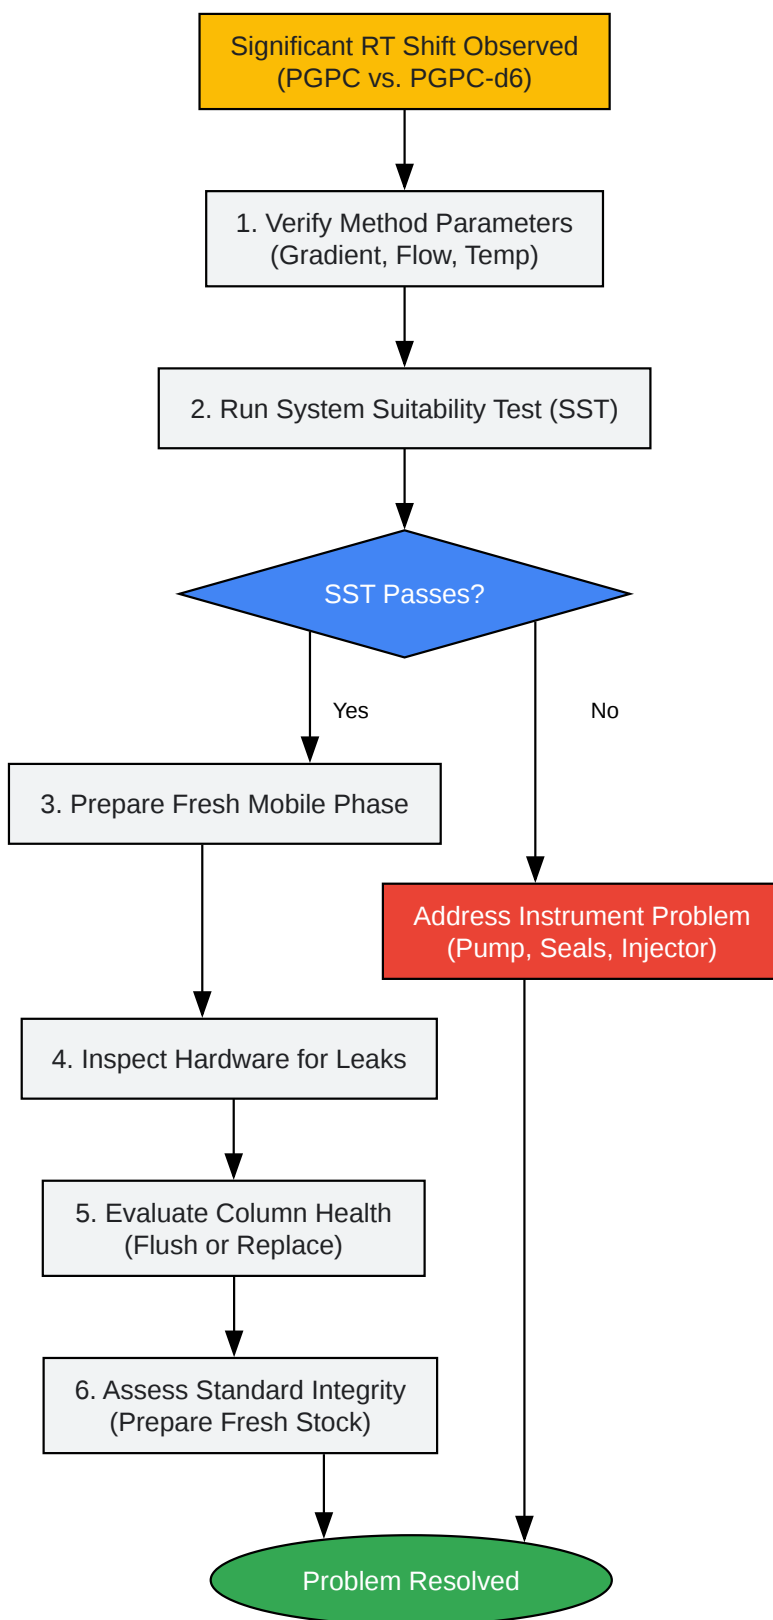 Significant RT Shift Observed
(PGPC vs. PGPC-d6)
1. Verify Method Parameters
(Gradient, Flow, Temp)
2. Run System Suitability Test (SST)
SST Passes?
Yes
No
3. Prepare Fresh Mobile Phase
Address Instrument Problem
(Pump, Seals, Injector)
4. Inspect Hardware for Leaks
5. Evaluate Column Health
(Flush or Replace)
6. Assess Standard Integrity
(Prepare Fresh Stock)
Problem Resolved